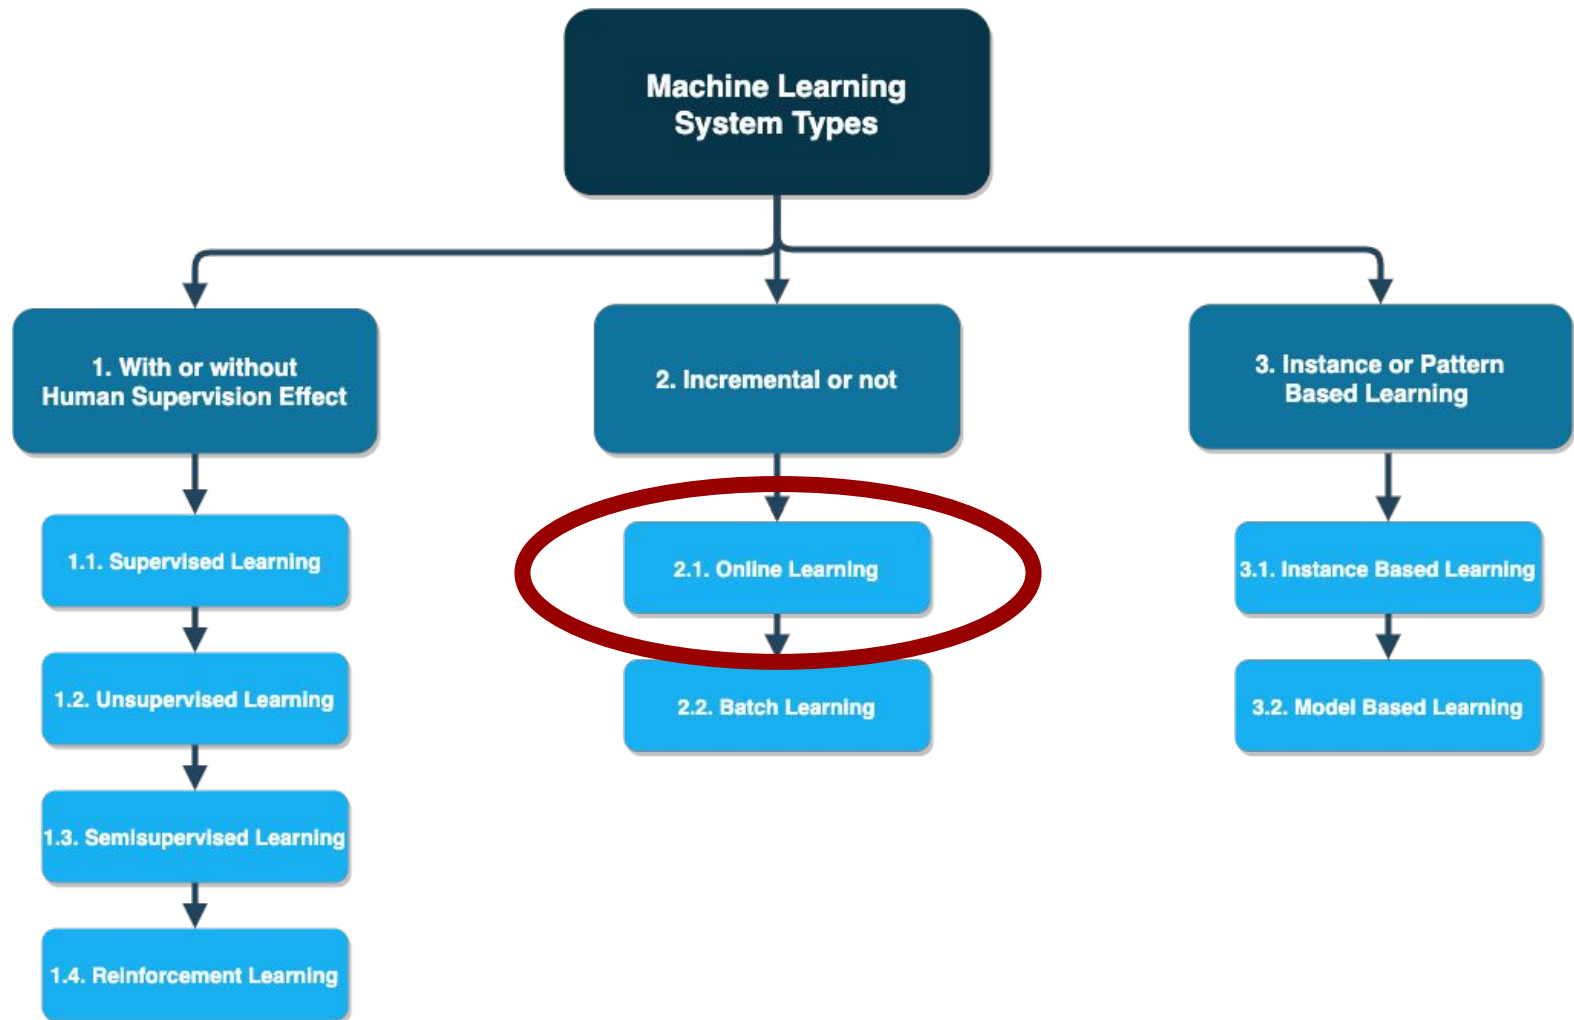 Machine Learning
System Types
1. With or without
Human Supervision Effect
2. Incremental or not
3. Instance or Pattern
Based Learning
1.1. Supervised Learning
2.1. Online Learning
3.1. Instance Based Learning
1.2. Unsupervised Learning
2.2. Batch Learning
3.2. Model Based Learning
1.3. Semisupervised Learning
1.4. Reinforcement Learning